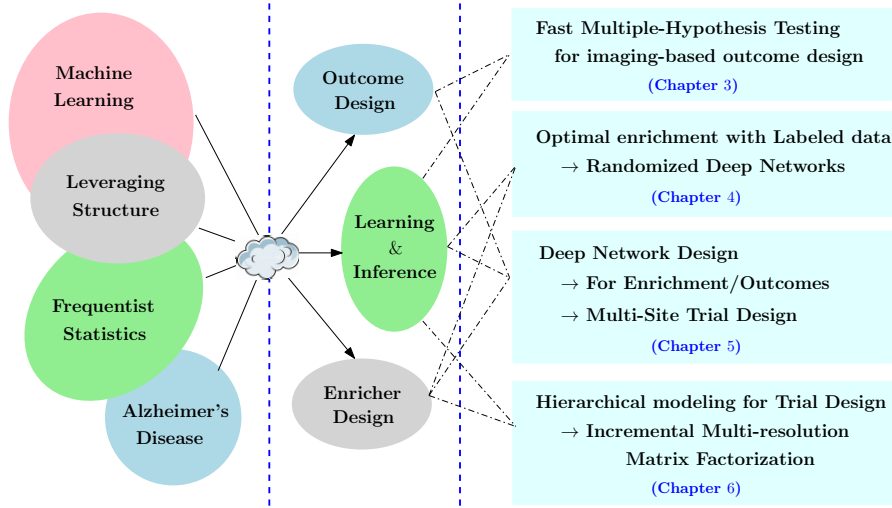 Machine
Learning
Leveraging
Structure
Frequentist
Statistics
Alzheimer's
Disease
Outcome
Design
Learning
&
Inference
Enricher
Design
Fast Multiple-Hypothesis Testing
for imaging-based outcome design
(Chapter 3)
Optimal enrichment with Labeled data
→ Randomized Deep Networks
(Chapter 4)
Deep Network Design
→ For Enrichment/Outcomes
→ Multi-Site Trial Design
(Chapter 5)
Hierarchical modeling for Trial Design
→ Incremental Multi-resolution
Matrix Factorization
(Chapter 6)